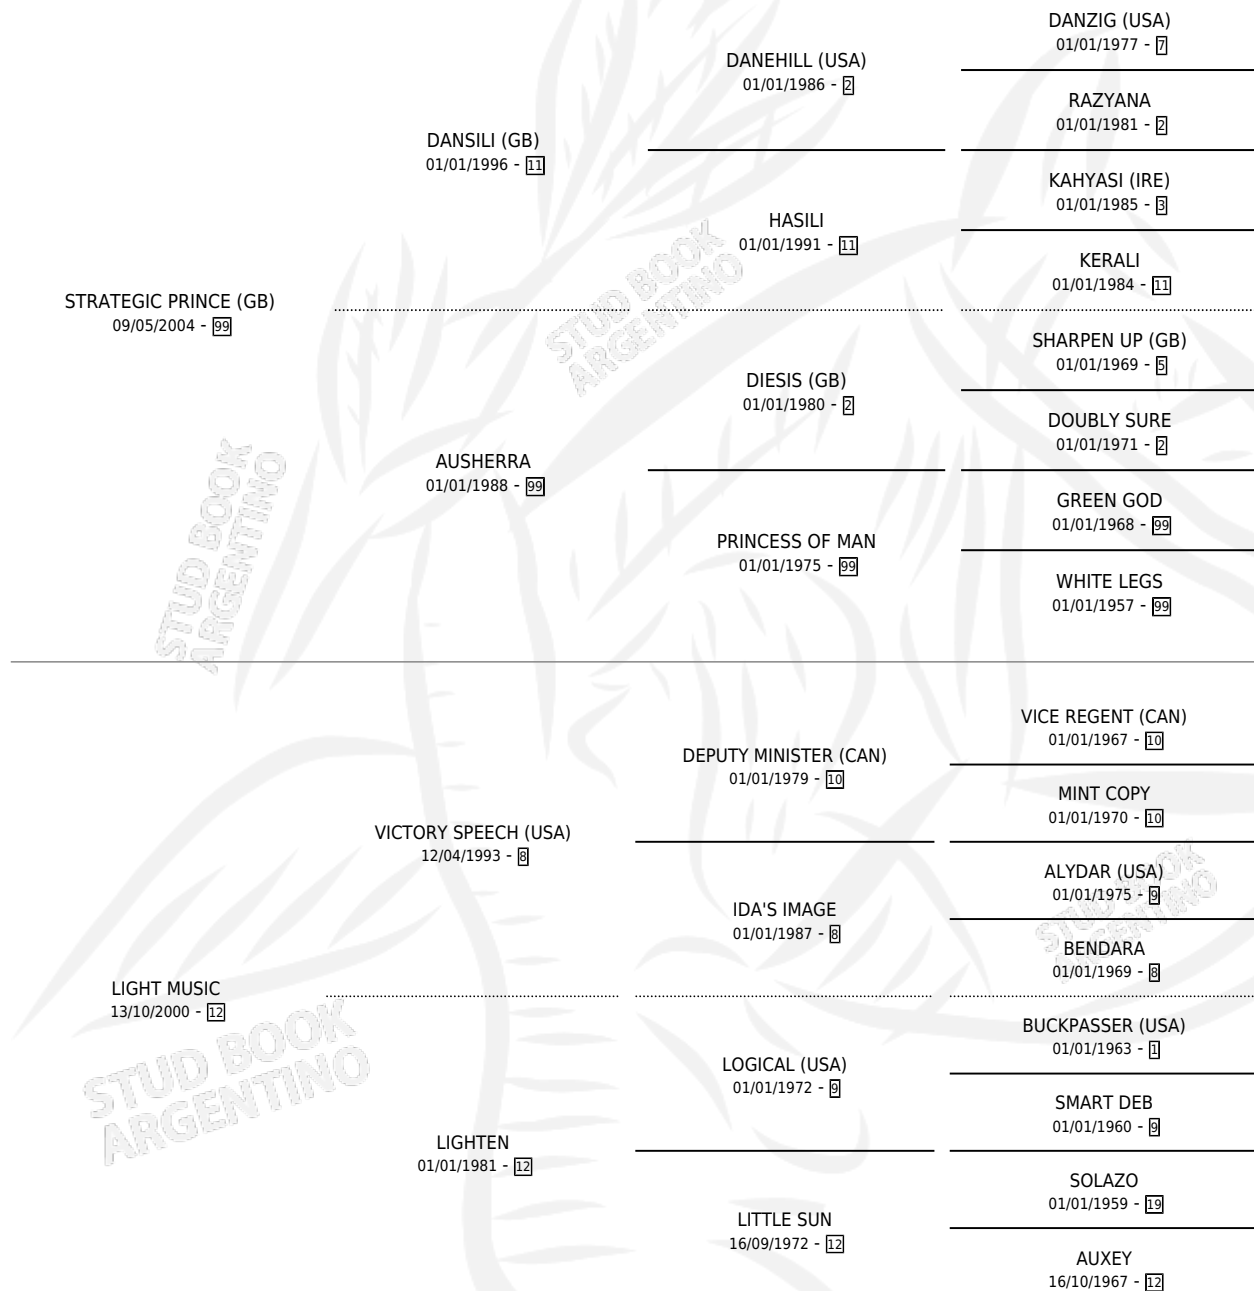 DANZIG (USA)
01/01/1977 - 7
DANEHILL (USA)
01/01/1986 - 2
RAZYANA
01/01/1981 - 2
DANSILI (GB)
01/01/1996 - 11
KAHYASI (IRE)
01/01/1985 - 3
HASILI
01/01/1991 - 11
KERALI
01/01/1984 - 11
STRATEGIC PRINCE (GB)
09/05/2004 - 99
STUD BOOK
ARGENTINO
SHARPEN UP (GB)
01/01/1969 - 5
DIESIS (GB)
01/01/1980 - 2
DOUBLY SURE
01/01/1971 - 2
AUSHERRA
01/01/1988 - 99
GREEN GOD
01/01/1968 - 99
PRINCESS OF MAN
01/01/1975 - 99
WHITE LEGS
01/01/1957 - 99
STUD BOOK
ARGENTINO
VICE REGENT (CAN)
01/01/1967 - 10
DEPUTY MINISTER (CAN)
01/01/1979 - 10
MINT COPY
01/01/1970 - 10
VICTORY SPEECH (USA)
12/04/1993 - 8
ALYDAR (USA)
01/01/1975 - 9
IDA'S IMAGE
01/01/1987 - 8
STUD BOOK
ARGENTINO
BENDARA
01/01/1969 - 8
LIGHT MUSIC
13/10/2000 - 12
BUCKPASSER (USA)
01/01/1963 - 1
LOGICAL (USA)
01/01/1972 - 9
STUD BOOK
ARGENTINO
SMART DEB
01/01/1960 - 9
LIGHTEN
01/01/1981 - 12
SOLAZO
01/01/1959 - 19
LITTLE SUN
16/09/1972 - 12
AUXEY
16/10/1967 - 12